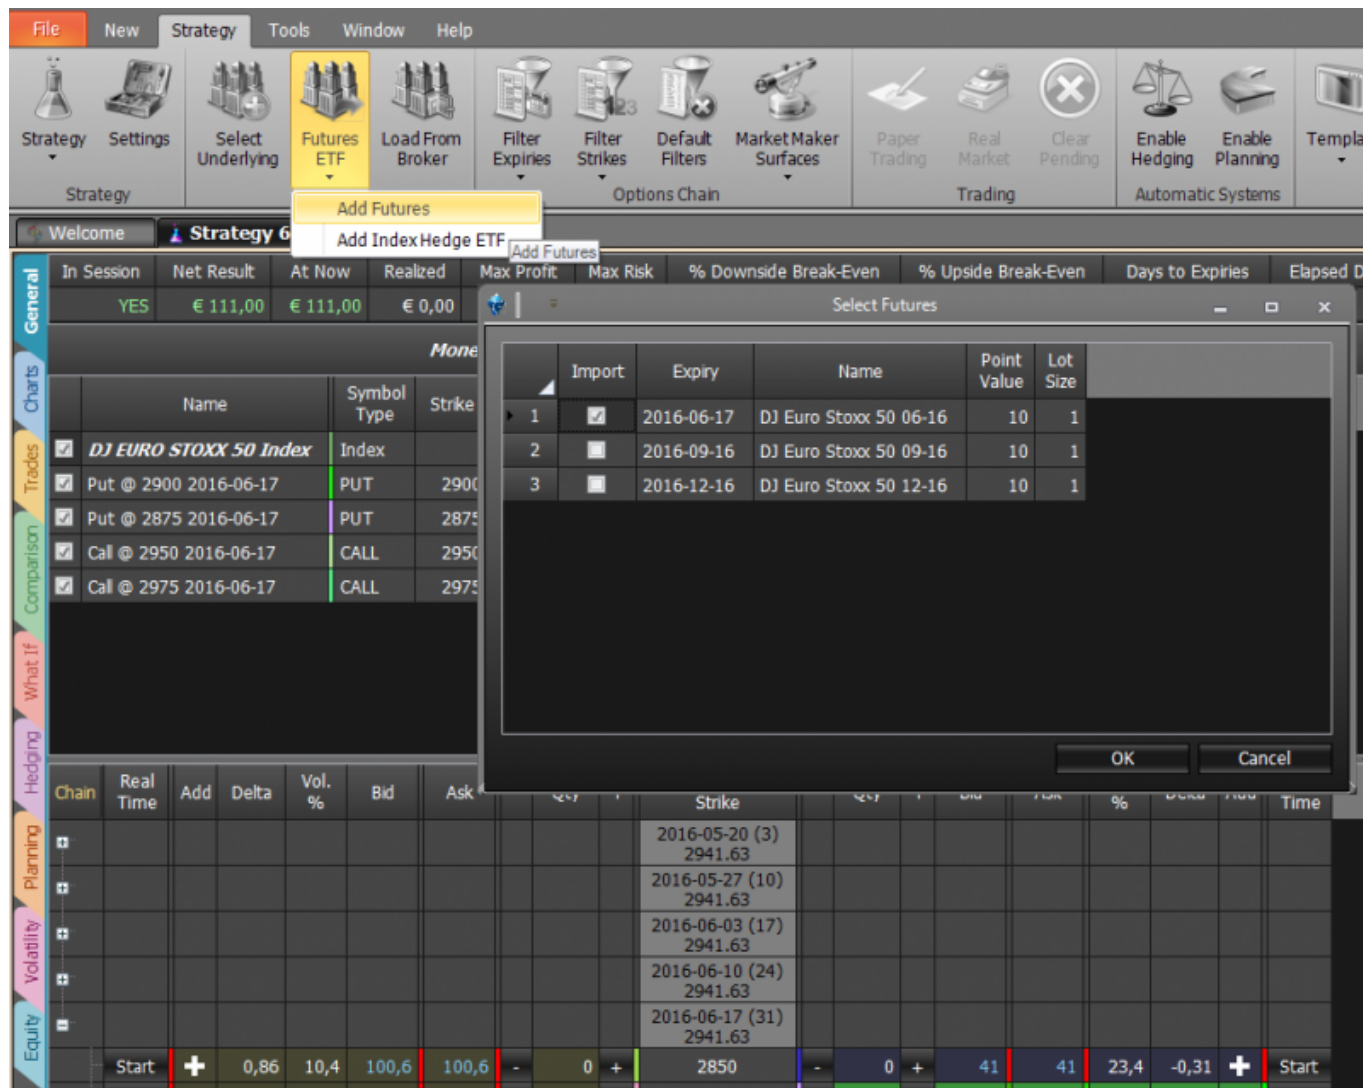 File New Strategy Tools Window Help
Strategy Settings Select Underlying Futures ETF Load From Broker Filter Expiries Filter Strikes Default Filters Market Maker Surfaces Paper Trading Real Market Clear Pending Enable Hedging Enable Planning
Strategy Options Chain Trading Automatic Systems
Add Futures
Add Index Hedge ETF
Add Futures
Welcome Strategy 6
In Session Net Result At Now Realized Max Profit Max Risk % Downside Break-Even % Upside Break-Even Days to Expiries Elapsed
YES € 111,00 € 111,00 € 0,00
General
Charts
Trades
Comparison
What If
Hedging
Planning
Volatility
Equity
Name Symbol Type Strike
DJ EURO STOXX 50 Index Index
Put @ 2900 2016-06-17 PUT 2900
Put @ 2875 2016-06-17 PUT 2875
Call @ 2950 2016-06-17 CALL 2950
Call @ 2975 2016-06-17 CALL 2975
Select Futures
Import Expiry Name Point Value Lot Size
1 2016-06-17 DJ Euro Stoxx 50 06-16 10 1
2 2016-09-16 DJ Euro Stoxx 50 09-16 10 1
3 2016-12-16 DJ Euro Stoxx 50 12-16 10 1
OK Cancel
Chain Real Time Add Delta Vol. % Bid Ask Strike % Time
2016-05-20 (3)
2941.63
2016-05-27 (10)
2941.63
2016-06-03 (17)
2941.63
2016-06-10 (24)
2941.63
2016-06-17 (31)
2941.63
Start + 0,86 10,4 100,6 100,6 - 0 + 2850 - 0 + 41 41 23,4 -0,31 + Start